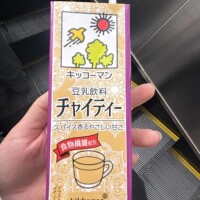 キッコーマン
豆乳飲料
チャイティー
スパイス香るやさしい甘さ
食物繊維配合